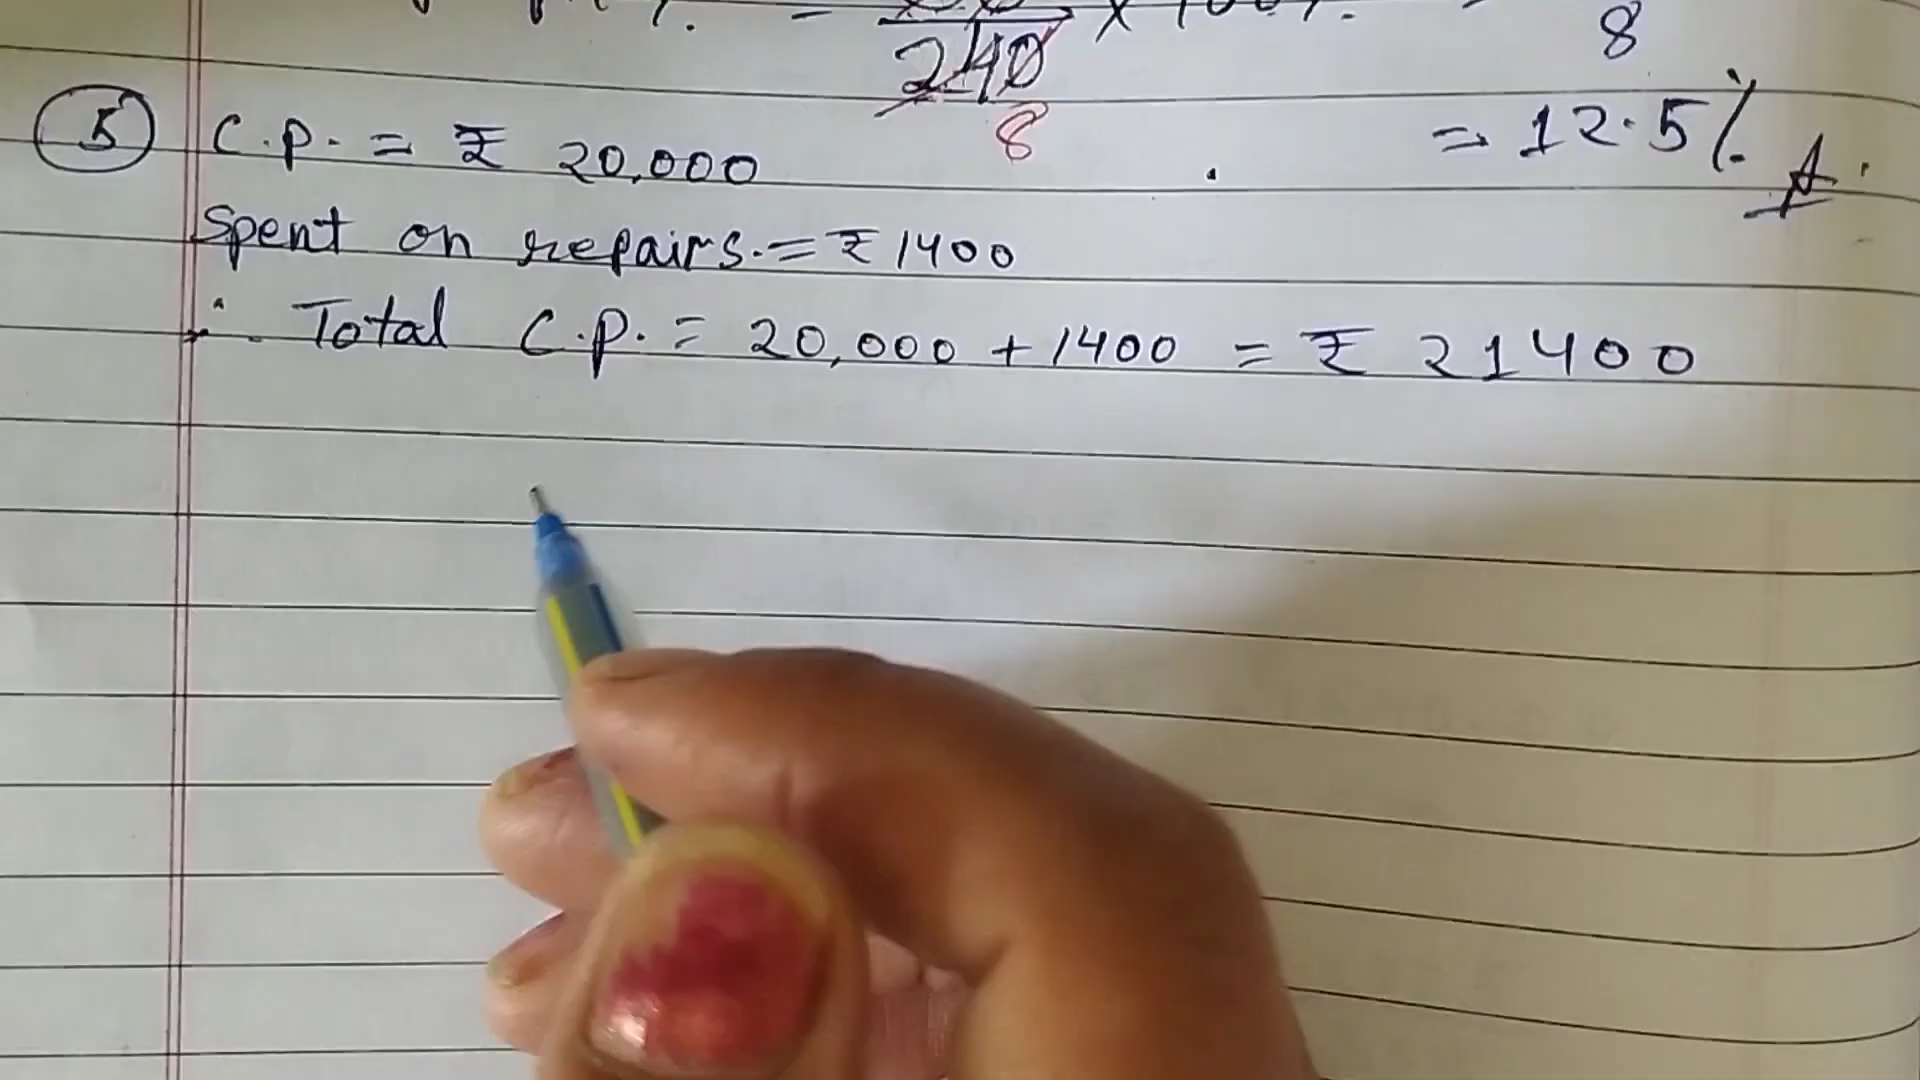 240
8
8
= 12.5%
5 C.P. = ₹ 20,000
Spent on repairs. = ₹ 1400
∴ Total C.P. = 20,000 + 1400 = ₹ 21400